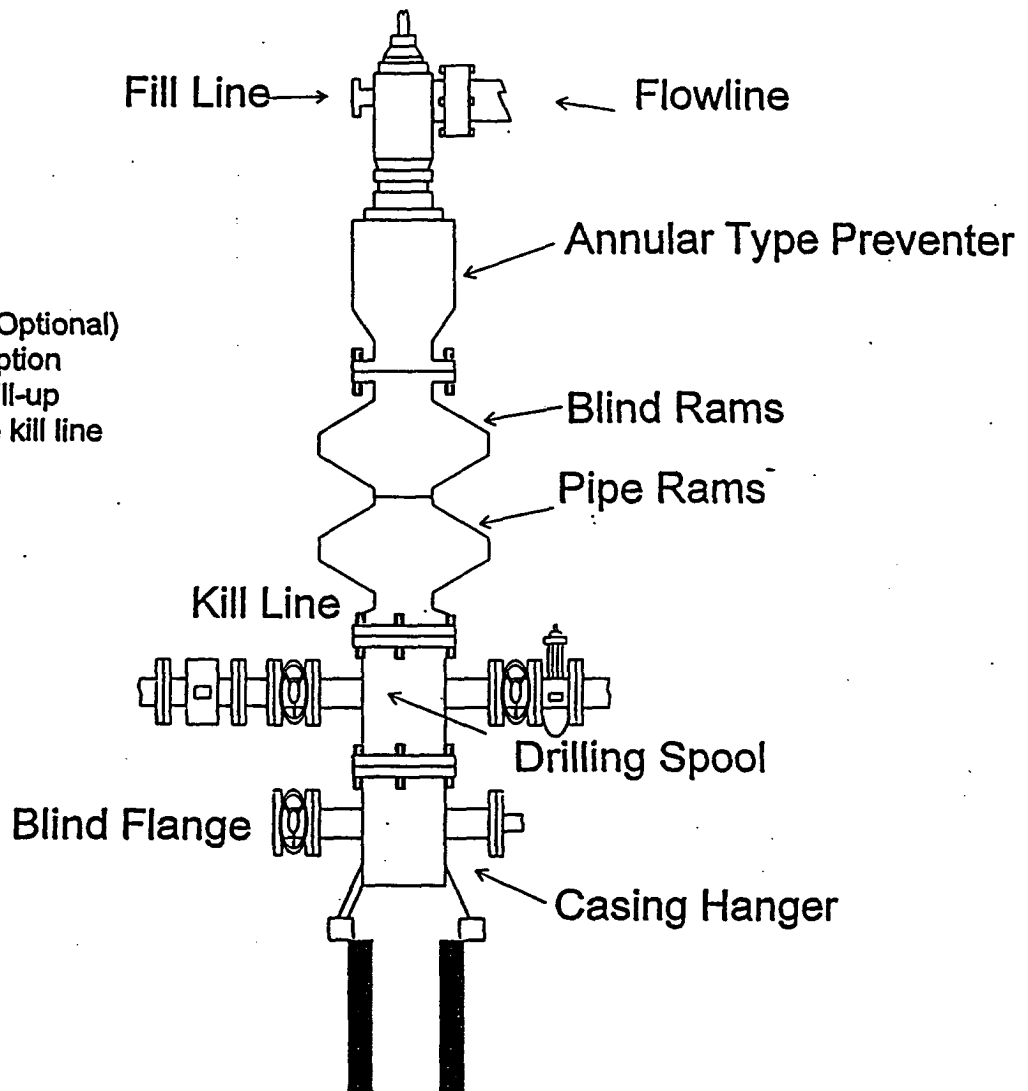 Fill Line
Flowline
Annular Type Preventer
Optional)
ption
ll-up
kill line
Blind Rams
Pipe Rams
Kill Line
Drilling Spool
Blind Flange
Casing Hanger